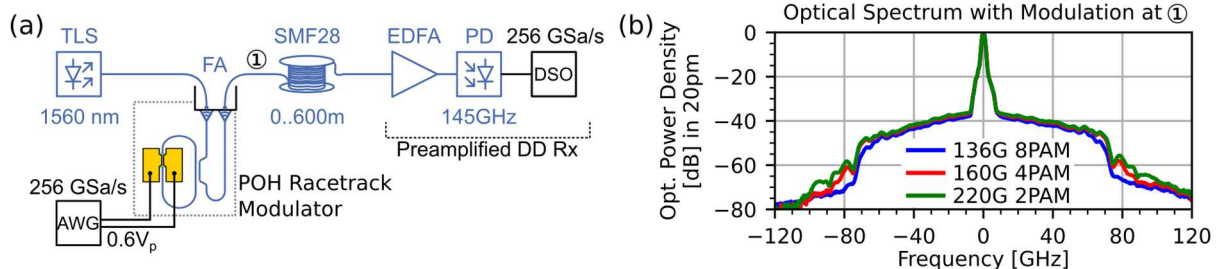 (a)
TLS
1560 nm
FA
①
SMF28
0..600m
EDFA
PD
145GHz
256 GSa/s
DSO
Preamplified DD Rx
256 GSa/s
AWG
0.6Vp
POH Racetrack
Modulator
(b)
Optical Spectrum with Modulation at ①
Opt. Power Density
[dB] in 20pm
0
−20
−40
−60
−80
136G 8PAM
160G 4PAM
220G 2PAM
−120
−80
−40
0
40
80
120
Frequency [GHz]